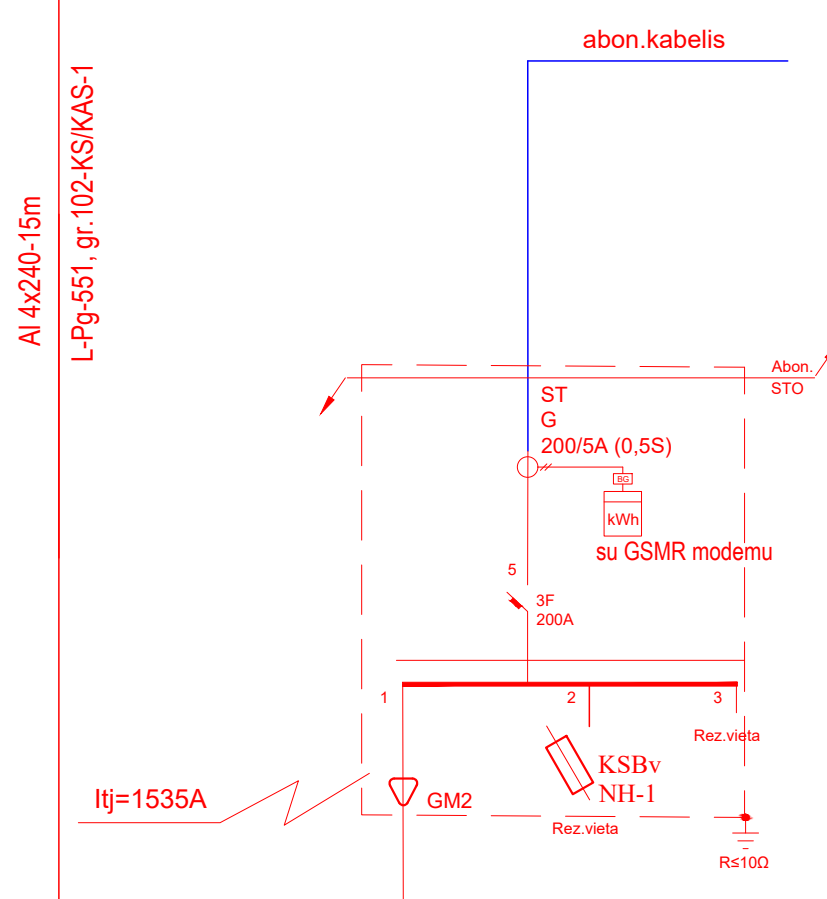 abon.kabelis
Al 4x240-15m
L-Pg-551, gr.102-KS/KAS-1
Abon.
STO
ST
G
200/5A (0,5S)
BG
kWh
su GSMR modemu
5
3F
200A
1
2
3
Rez.vieta
KSBv
NH-1
Itj=1535A
GM2
Rez.vieta
R≤10Ω